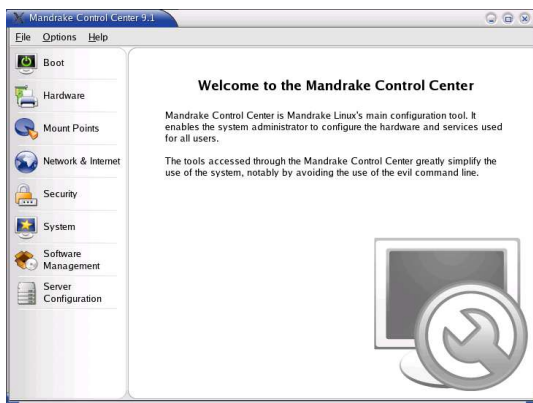 Mandrake Control Center 9.1
File Options Help
Boot
Hardware
Mount Points
Network & Internet
Security
System
Software
Management
Server
Configuration
Welcome to the Mandrake Control Center
Mandrake Control Center is Mandrake Linux's main configuration tool. It
enables the system administrator to configure the hardware and services used
for all users.
The tools accessed through the Mandrake Control Center greatly simplify the
use of the system, notably by avoiding the use of the evil command line.